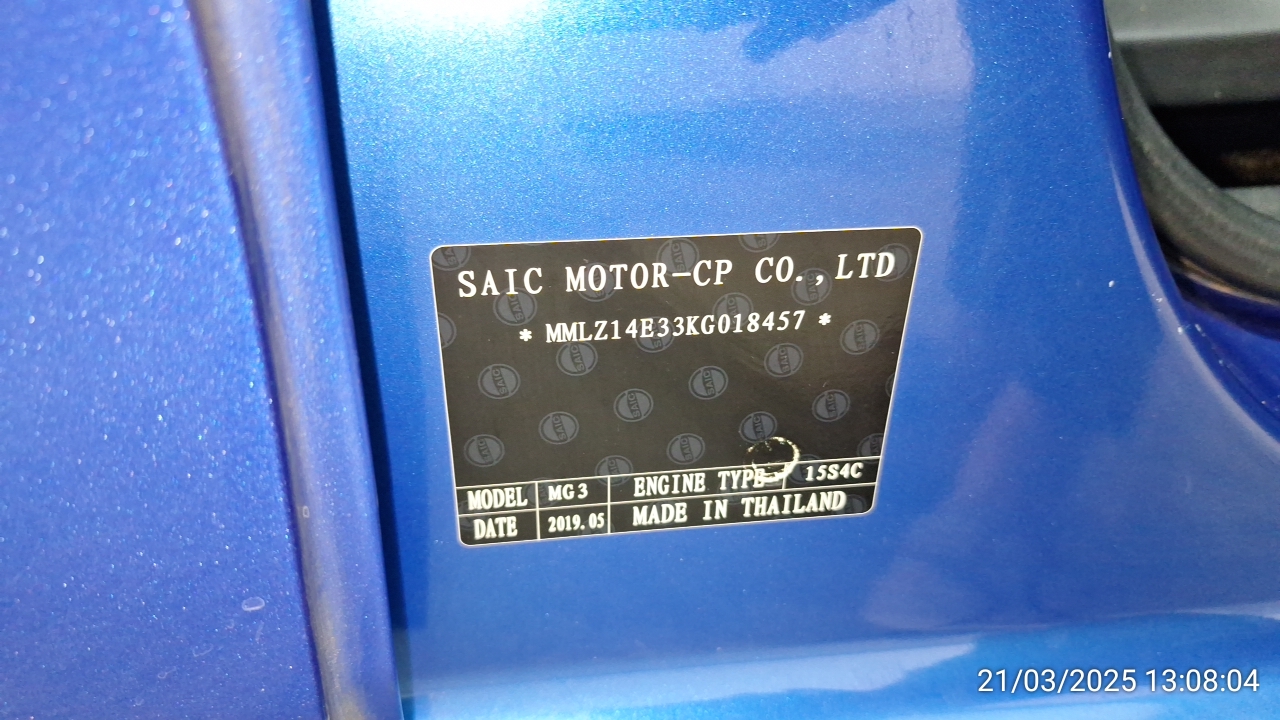 SAIC MOTOR-CP CO.,LTD
* MMLZ14E33KG018457 *
MODEL MG3 ENGINE TYPE 15S4C
DATE 2019.05 MADE IN THAILAND
21/03/2025 13:08:04